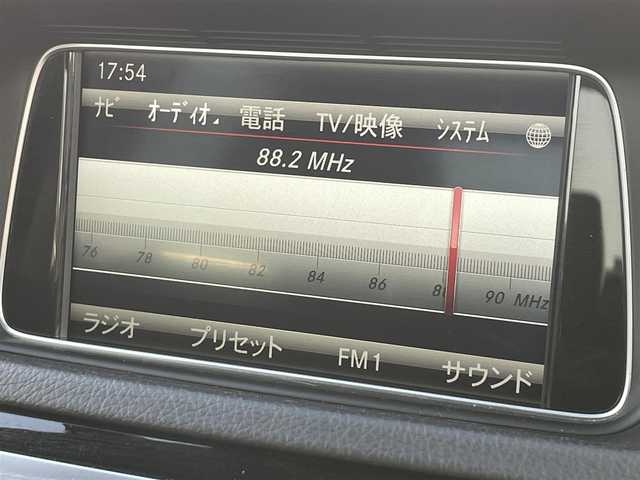 17:54
ナビ オーディオ 電話 TV/映像 システム
88.2 MHz
76 78 80 82 84 86 88 90 MHz
ラジオ プリセット FM1 サウンド